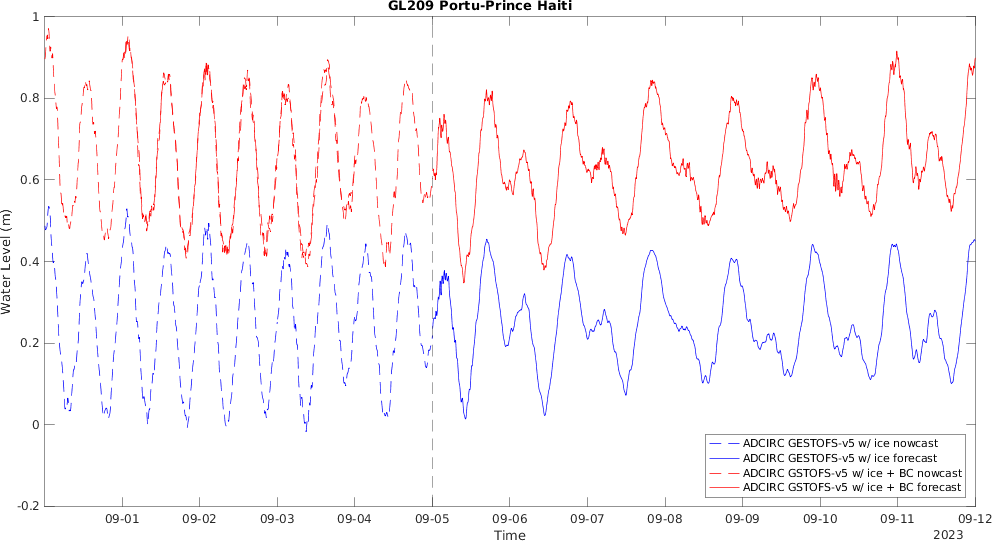 GL209 Portu-Prince Haiti
1
0.8
0.6
0.4
0.2
0
-0.2
Water Level (m)
ADCIRC GESTOFS-v5 w/ ice nowcast
ADCIRC GESTOFS-v5 w/ ice forecast
ADCIRC GSTOFS-v5 w/ ice + BC nowcast
ADCIRC GSTOFS-v5 w/ ice + BC forecast
09-01 09-02 09-03 09-04 09-05 09-06 09-07 09-08 09-09 09-10 09-11 09-12
Time
2023